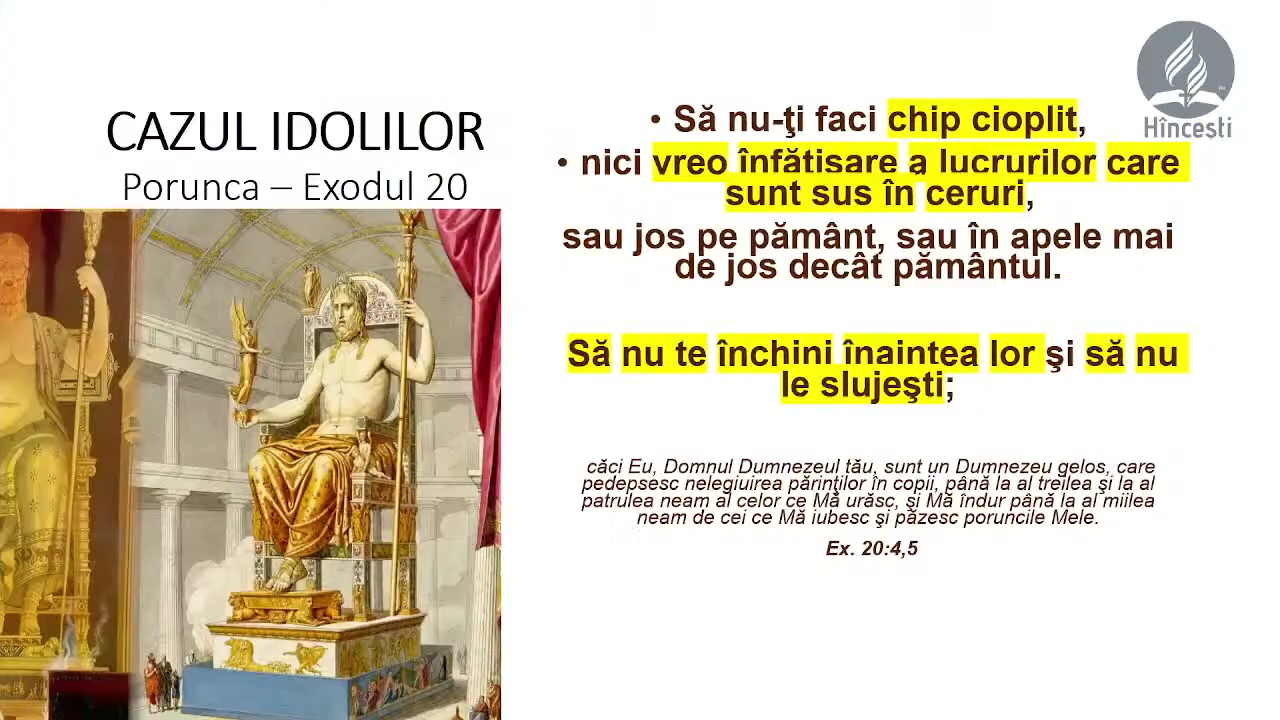 CAZUL IDOLILOR
Porunca – Exodul 20
• Să nu-ţi faci chip cioplit,
• nici vreo înfăţişare a lucrurilor care
sunt sus în ceruri,
sau jos pe pământ, sau în apele mai
de jos decât pământul.
Să nu te închini înaintea lor şi să nu
le slujeşti;
căci Eu, Domnul Dumnezeul tău, sunt un Dumnezeu gelos, care
pedepsesc nelegiuirea părinţilor în copii, până la al treilea şi la al
patrulea neam al celor ce Mă urăsc, şi Mă îndur până la al miilea
neam de cei ce Mă iubesc şi păzesc poruncile Mele.
Ex. 20:4,5
Hîncești